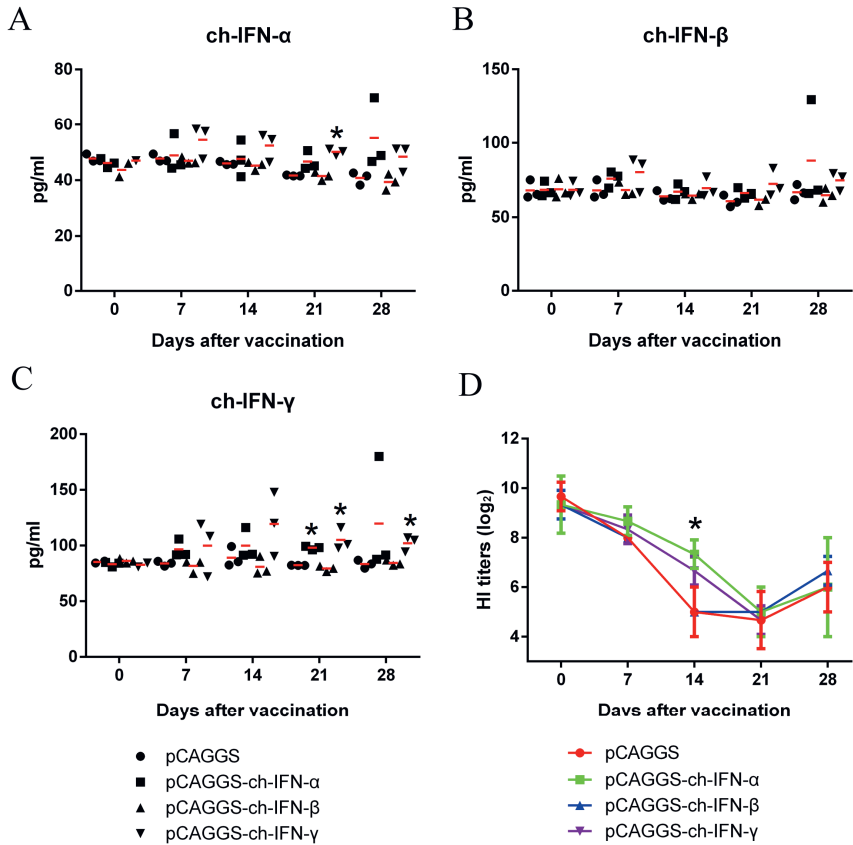 A
ch-IFN-α
pg/ml
80
60
40
20
0
*
0 7 14 21 28
Days after vaccination
B
ch-IFN-β
pg/ml
150
100
50
0
0 7 14 21 28
Days after vaccination
C
ch-IFN-γ
pg/ml
200
150
100
50
0
* * *
0 7 14 21 28
Days after vaccination
● pCAGGS
■ pCAGGS-ch-IFN-α
▲ pCAGGS-ch-IFN-β
▼ pCAGGS-ch-IFN-γ
D
HI titers (log₂)
12
10
8
6
4
*
0 7 14 21 28
Davs after vaccination
pCAGGS
pCAGGS-ch-IFN-α
pCAGGS-ch-IFN-β
pCAGGS-ch-IFN-γ